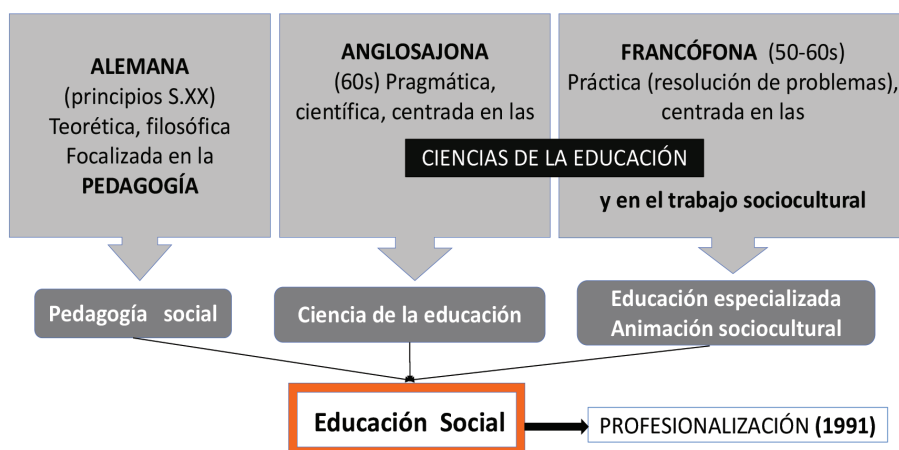 ALEMANA
(principios S.XX)
Teorética, filosófica
Focalizada en la
PEDAGOGÍA
ANGLOSAJONA
(60s) Pragmática,
científica, centrada en las
FRANCÓFONA (50-60s)
Práctica (resolución de problemas),
centrada en las
CIENCIAS DE LA EDUCACIÓN
y en el trabajo sociocultural
Pedagogía social
Ciencia de la educación
Educación especializada
Animación sociocultural
Educación Social
PROFESIONALIZACIÓN (1991)